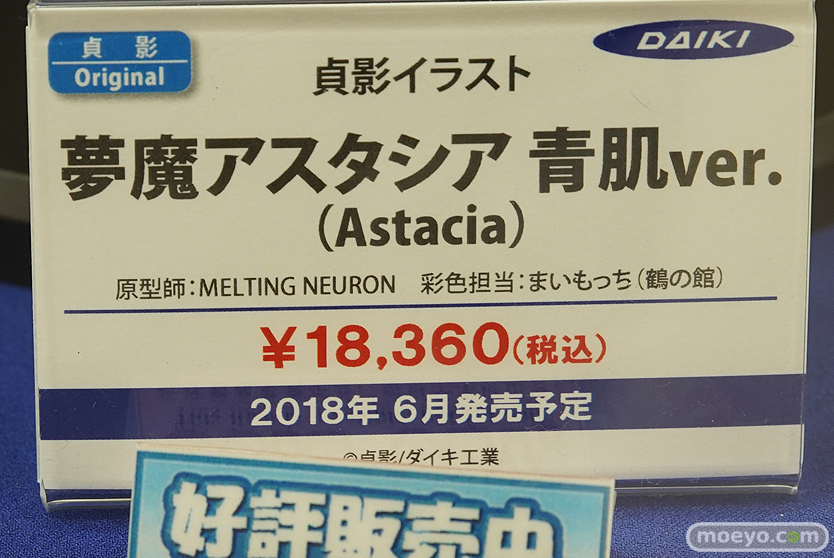 貞影
Original
DAIKI
貞影イラスト
夢魔アスタシア 青肌ver.
(Astacia)
原型師:MELTING NEURON 彩色担当:まいもっち(鶴の館)
¥18,360(税込)
2018年 6月発売予定
©貞影/ダイキ工業
好評販売中
moeyo.com